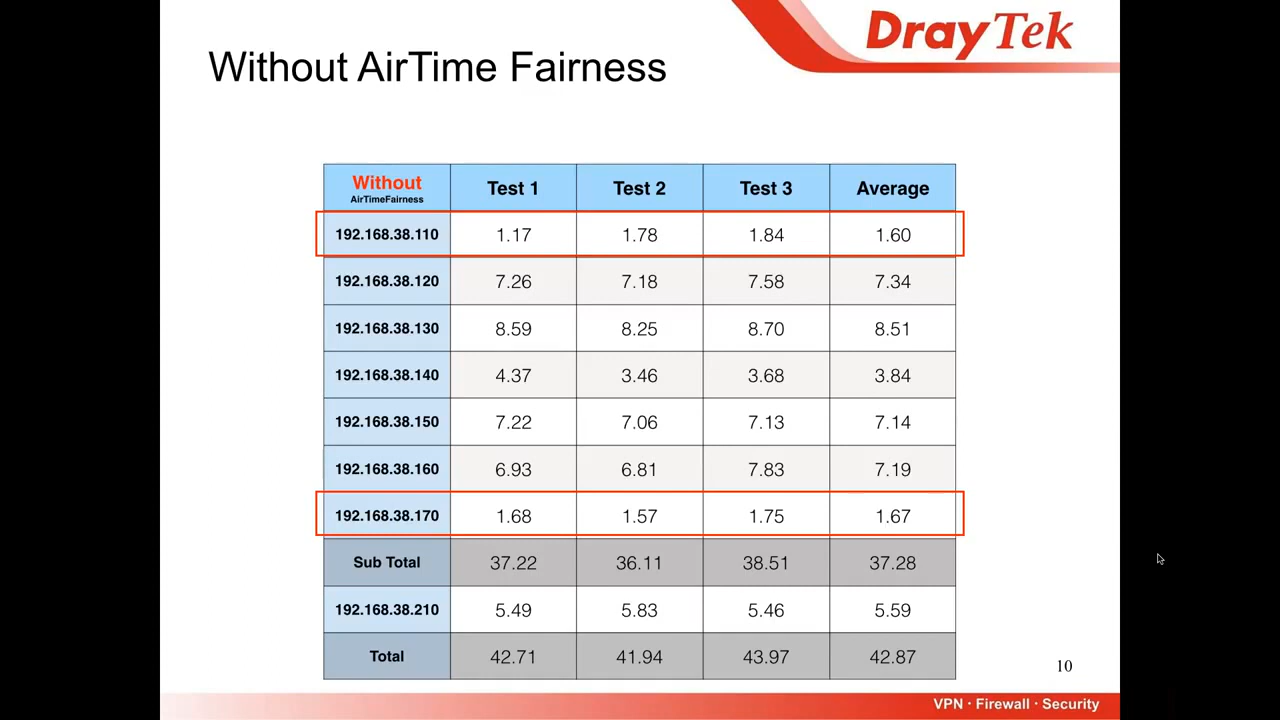 DrayTek
Without AirTime Fairness
Without AirTimeFairness Test 1 Test 2 Test 3 Average
192.168.38.110 1.17 1.78 1.84 1.60
192.168.38.120 7.26 7.18 7.58 7.34
192.168.38.130 8.59 8.25 8.70 8.51
192.168.38.140 4.37 3.46 3.68 3.84
192.168.38.150 7.22 7.06 7.13 7.14
192.168.38.160 6.93 6.81 7.83 7.19
192.168.38.170 1.68 1.57 1.75 1.67
Sub Total 37.22 36.11 38.51 37.28
192.168.38.210 5.49 5.83 5.46 5.59
Total 42.71 41.94 43.97 42.87
10
VPN · Firewall · Security